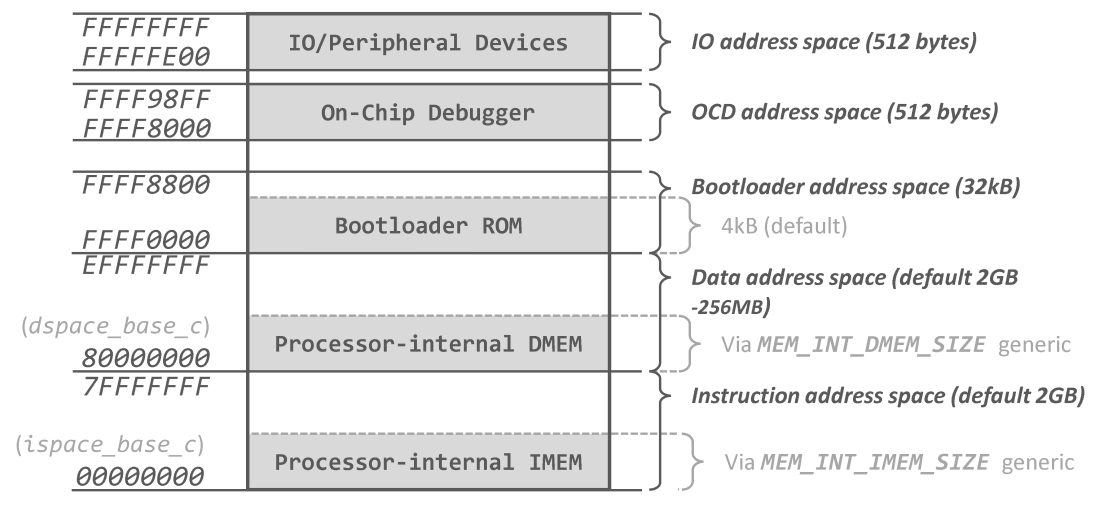 FFFFFFFF
FFFFFE00
IO/Peripheral Devices
IO address space (512 bytes)
FFFF98FF
FFFF8000
On-Chip Debugger
OCD address space (512 bytes)
FFFF8800
Bootloader address space (32kB)
Bootloader ROM
4kB (default)
FFFF0000
EFFFFFFF
Data address space (default 2GB
-256MB)
(dspace_base_c)
80000000
Processor-internal DMEM
Via MEM_INT_DMEM_SIZE generic
7FFFFFFF
Instruction address space (default 2GB)
(ispace_base_c)
00000000
Processor-internal IMEM
Via MEM_INT_IMEM_SIZE generic